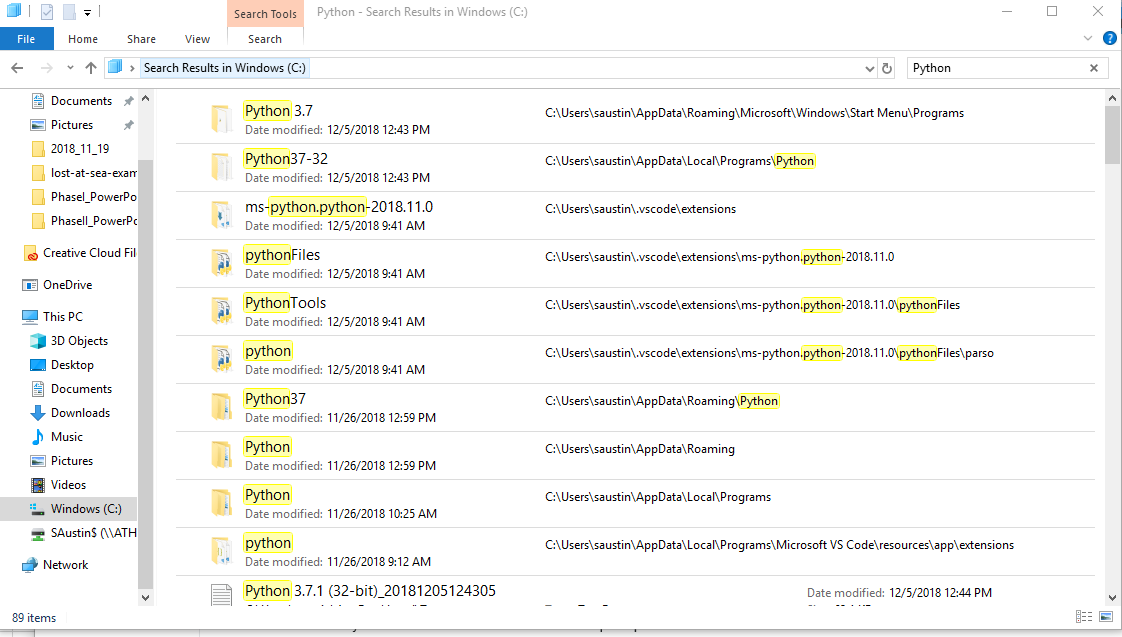 Search Tools
Python - Search Results in Windows (C:)
File
Home
Share
View
Search
Search Results in Windows (C:)
Python
Documents
Pictures
2018_11_19
lost-at-sea-exam
PhaseI_PowerPo
PhaseII_PowerPo
Creative Cloud Fil
OneDrive
This PC
3D Objects
Desktop
Documents
Downloads
Music
Pictures
Videos
Windows (C:)
SAustin$ (\\ATH
Network
Python 3.7
Date modified: 12/5/2018 12:43 PM
C:\Users\saustin\AppData\Roaming\Microsoft\Windows\Start Menu\Programs
Python37-32
Date modified: 12/5/2018 12:43 PM
C:\Users\saustin\AppData\Local\Programs\Python
ms-python.python-2018.11.0
Date modified: 12/5/2018 9:41 AM
C:\Users\saustin\.vscode\extensions
pythonFiles
Date modified: 12/5/2018 9:41 AM
C:\Users\saustin\.vscode\extensions\ms-python.python-2018.11.0
PythonTools
Date modified: 12/5/2018 9:41 AM
C:\Users\saustin\.vscode\extensions\ms-python.python-2018.11.0\pythonFiles
python
Date modified: 12/5/2018 9:41 AM
C:\Users\saustin\.vscode\extensions\ms-python.python-2018.11.0\pythonFiles\parso
Python37
Date modified: 11/26/2018 12:59 PM
C:\Users\saustin\AppData\Roaming\Python
Python
Date modified: 11/26/2018 12:59 PM
C:\Users\saustin\AppData\Roaming
Python
Date modified: 11/26/2018 10:25 AM
C:\Users\saustin\AppData\Local\Programs
python
Date modified: 11/26/2018 9:12 AM
C:\Users\saustin\AppData\Local\Programs\Microsoft VS Code\resources\app\extensions
Python 3.7.1 (32-bit)_20181205124305
Date modified: 12/5/2018 12:44 PM
89 items